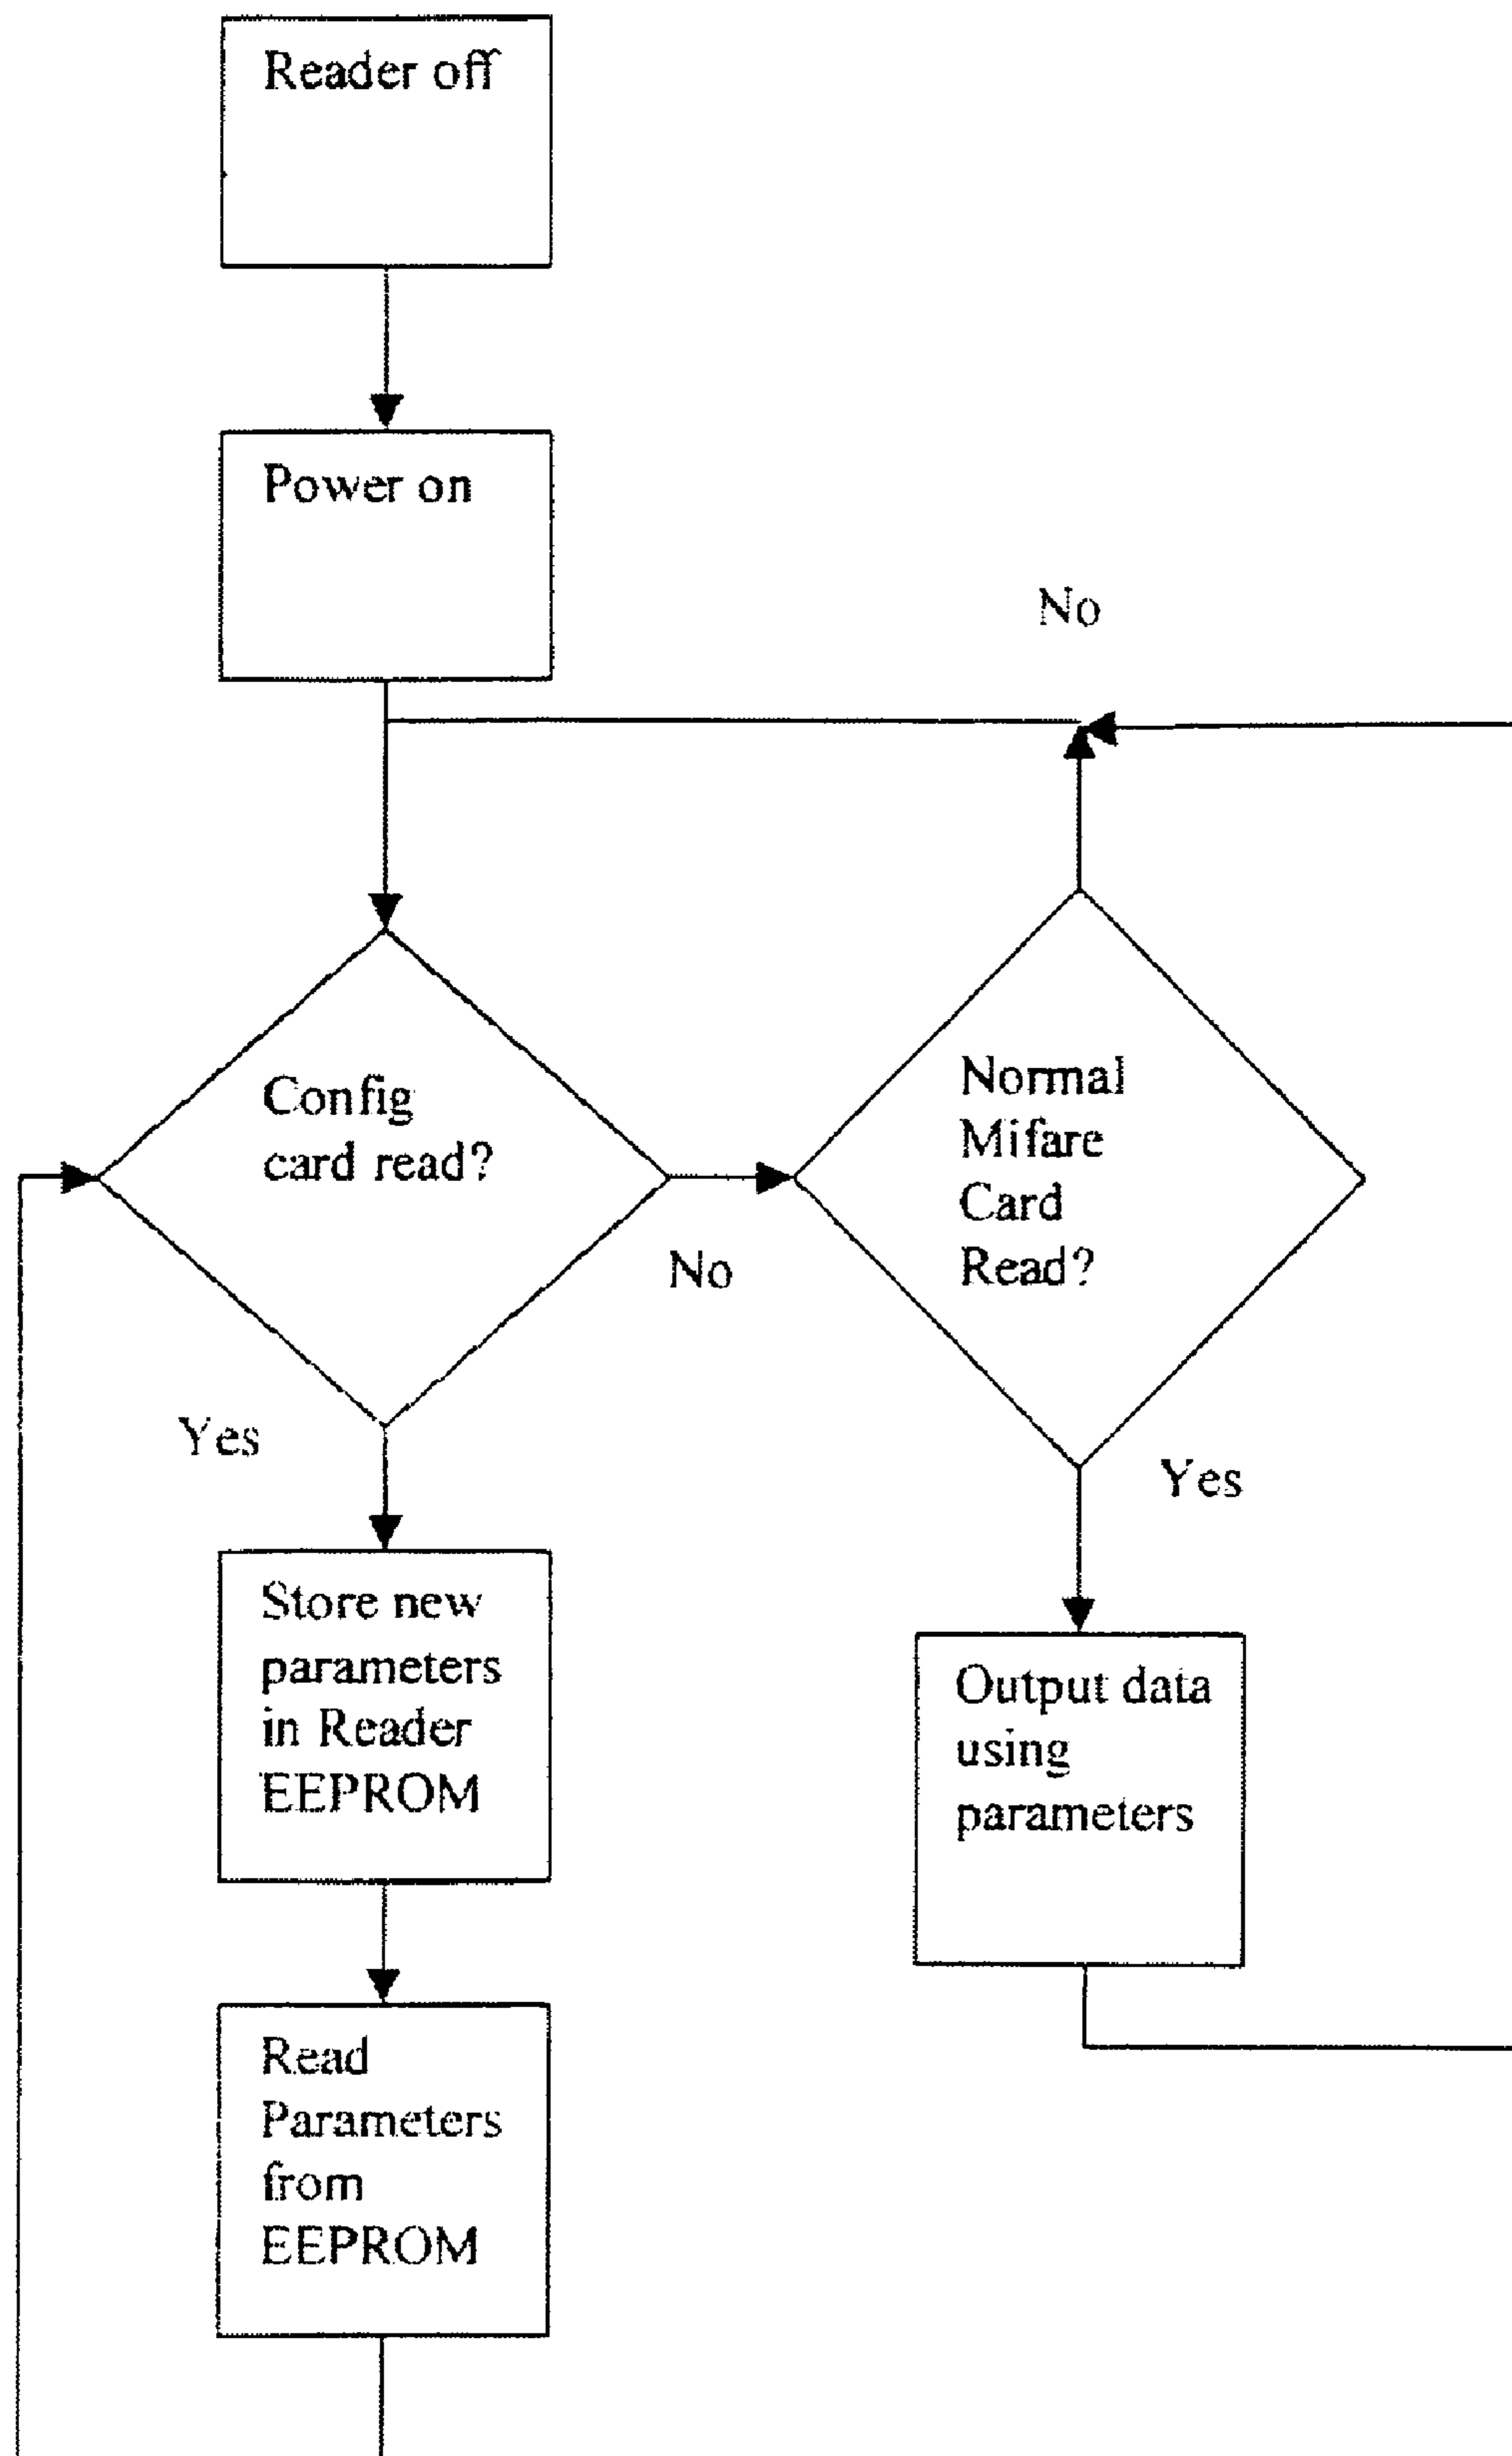 Reader off
Power on
No
Config
card read?
No
Normal
Mifare
Card
Read?
Yes
Yes
Store new
parameters
in Reader
EEPROM
Output data
using
parameters
Read
Parameters
from
EEPROM